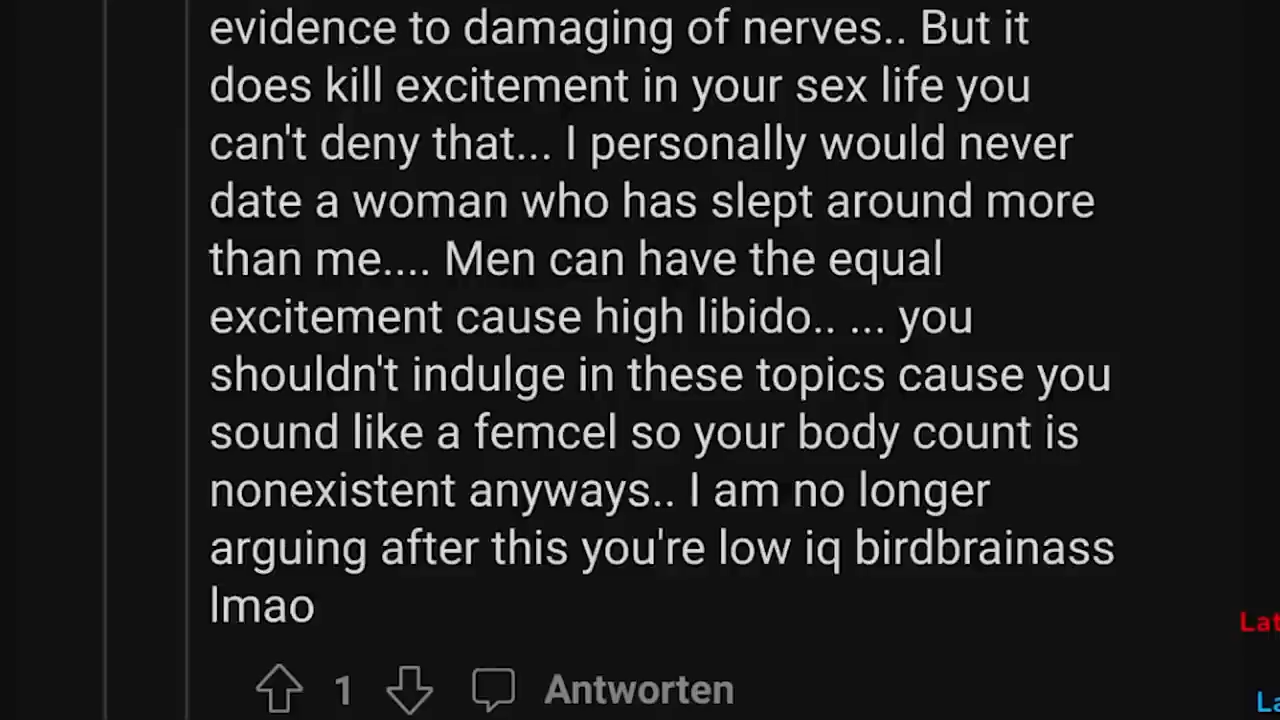 evidence to damaging of nerves.. But it
does kill excitement in your sex life you
can't deny that... I personally would never
date a woman who has slept around more
than me.... Men can have the equal
excitement cause high libido.. ... you
shouldn't indulge in these topics cause you
sound like a femcel so your body count is
nonexistent anyways.. I am no longer
arguing after this you're low iq birdbrainass
lmao
1 Antworten